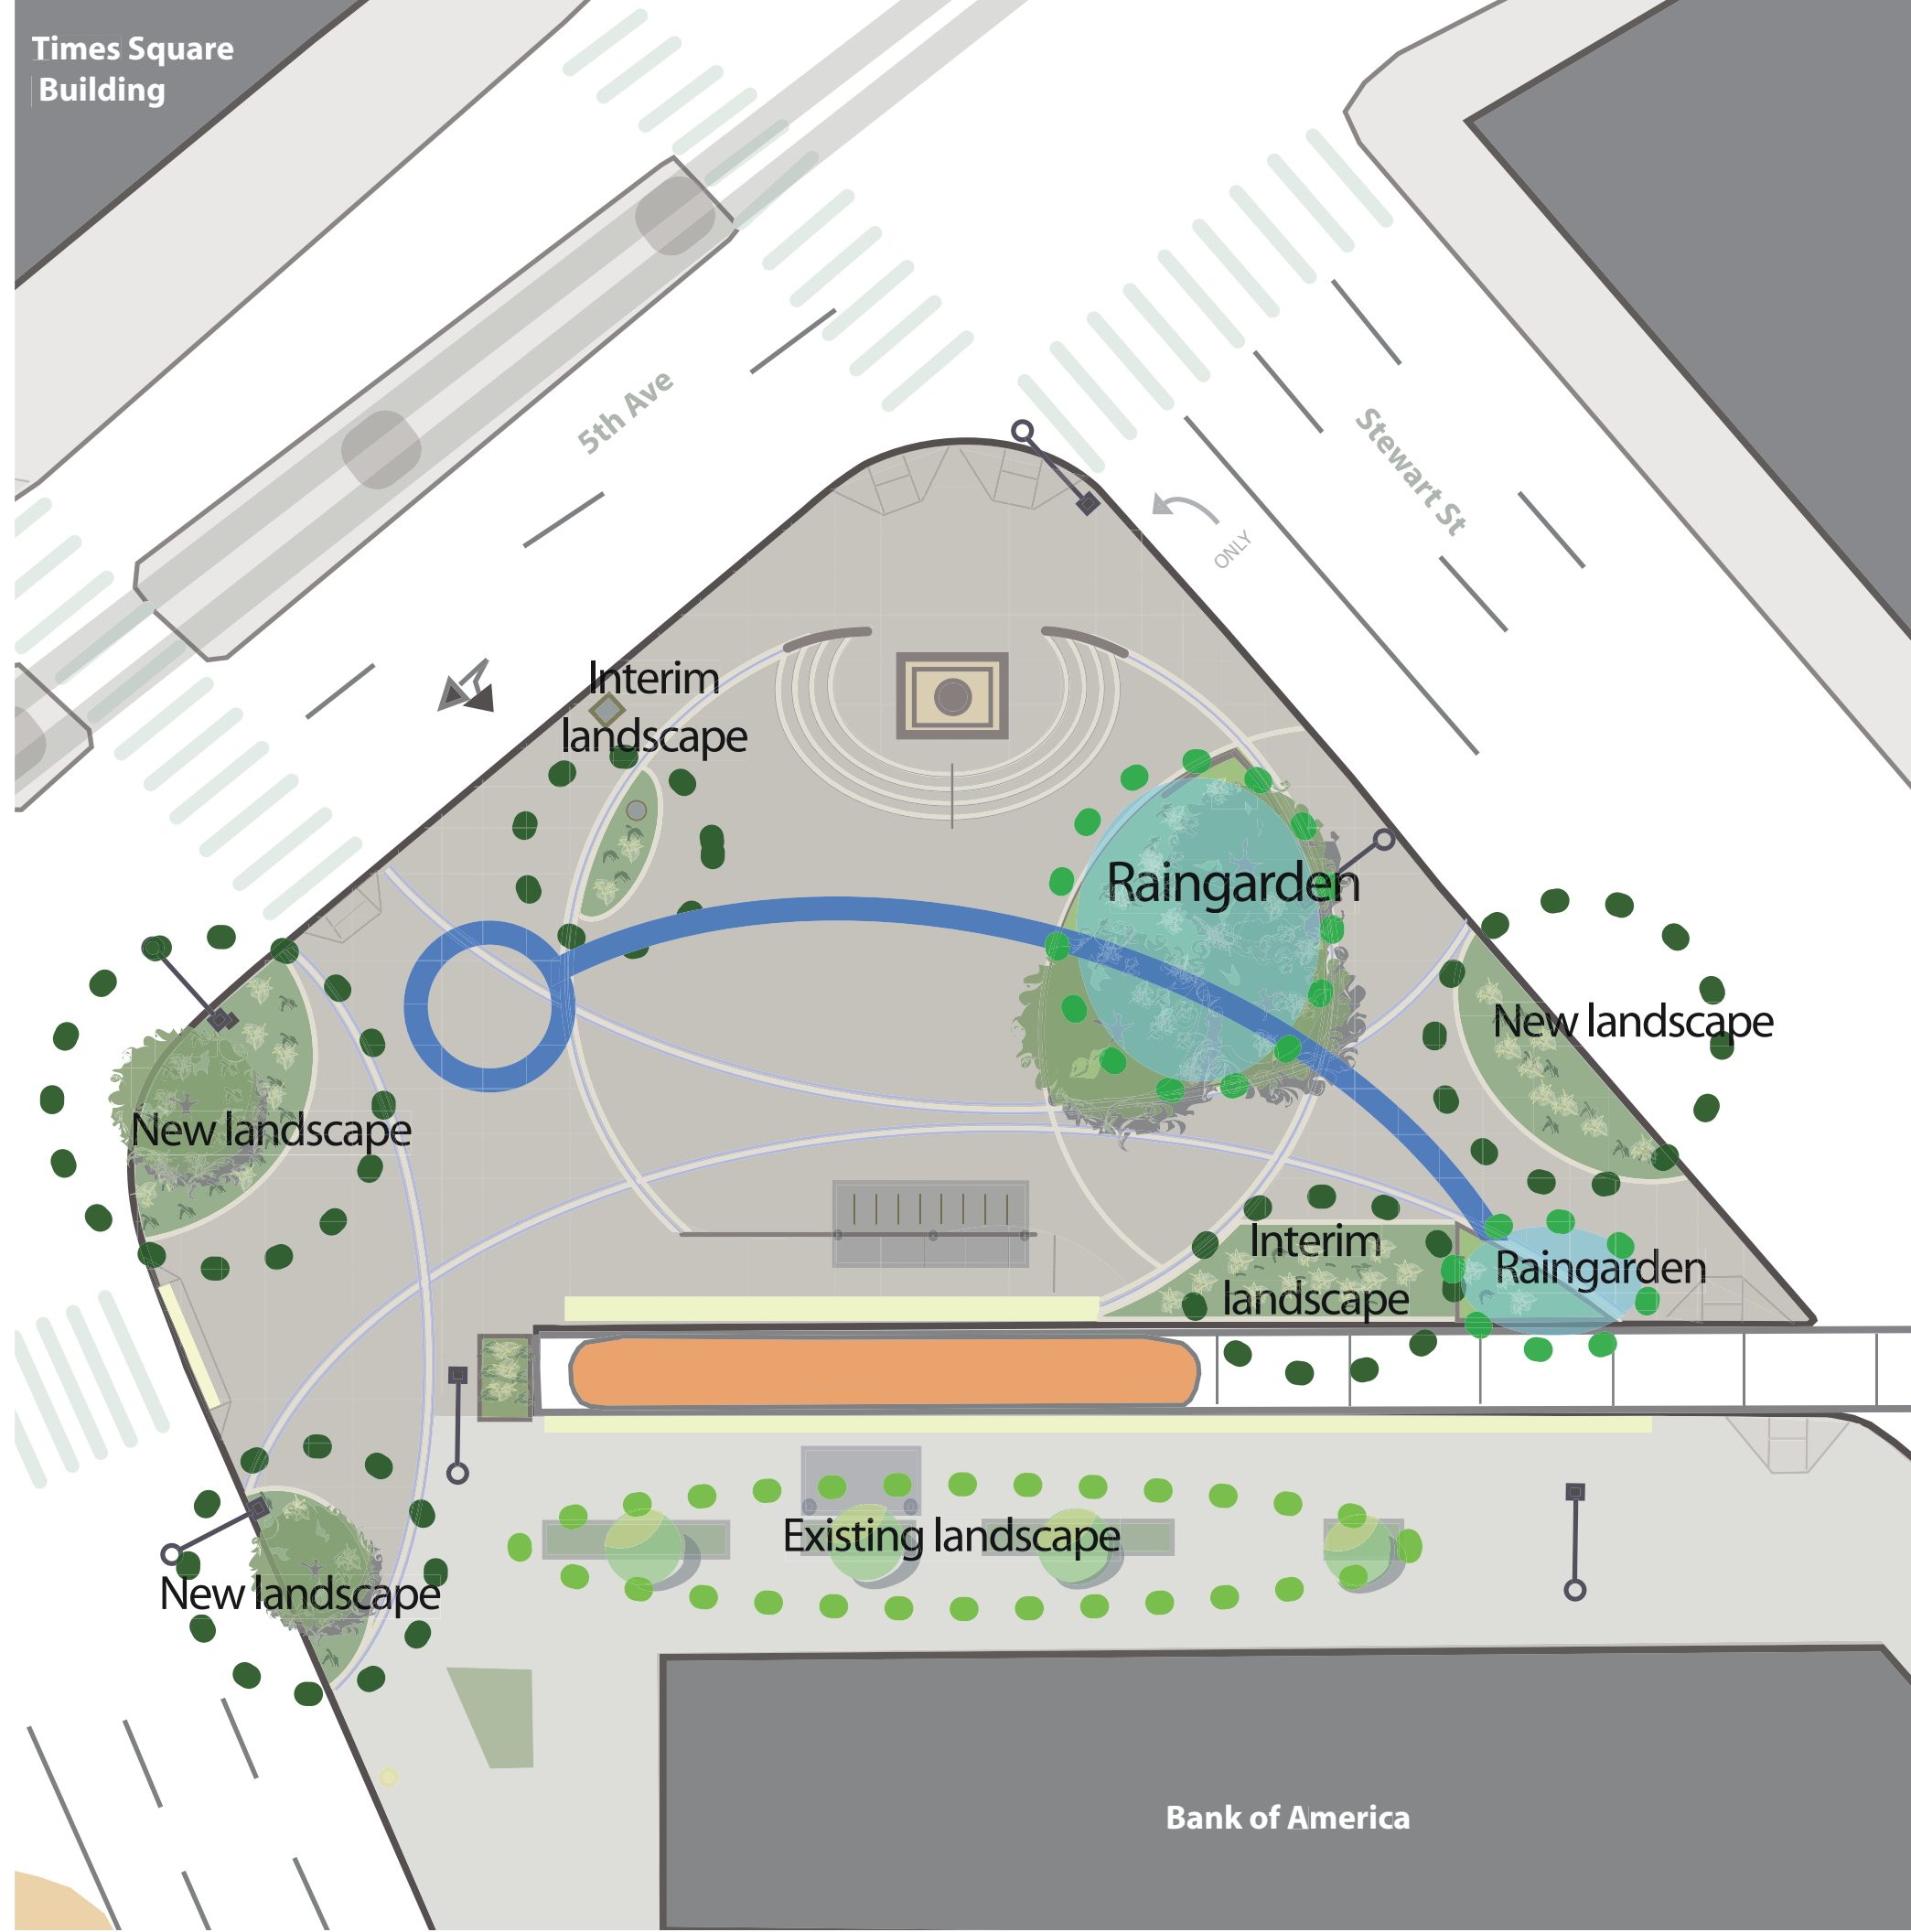 Times Square
Building
5th Ave
Stewart St
ONLY
Interim
landscape
Raingarden
New landscape
New landscape
Interim
landscape
Raingarden
Existing landscape
New landscape
Bank of America